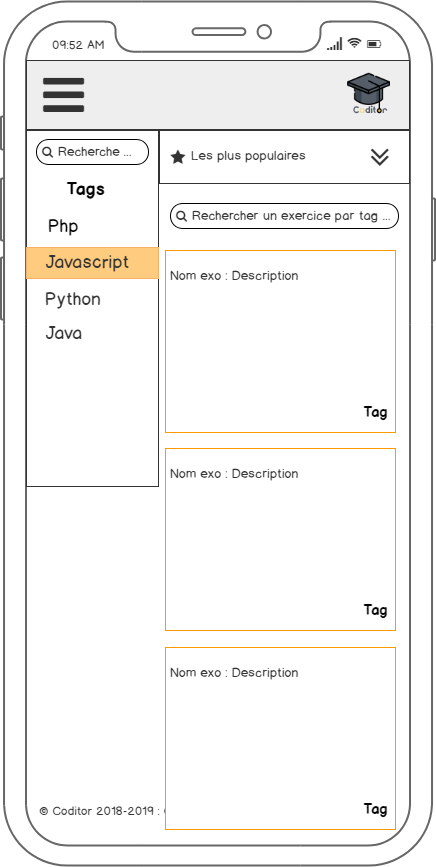 09:52 AM
Coditor
Recherche ...
Tags
Php
Javascript
Python
Java
Les plus populaires
Rechercher un exercice par tag ...
Nom exo : Description
Tag
Nom exo : Description
Tag
Nom exo : Description
Tag
© Coditor 2018-2019 :